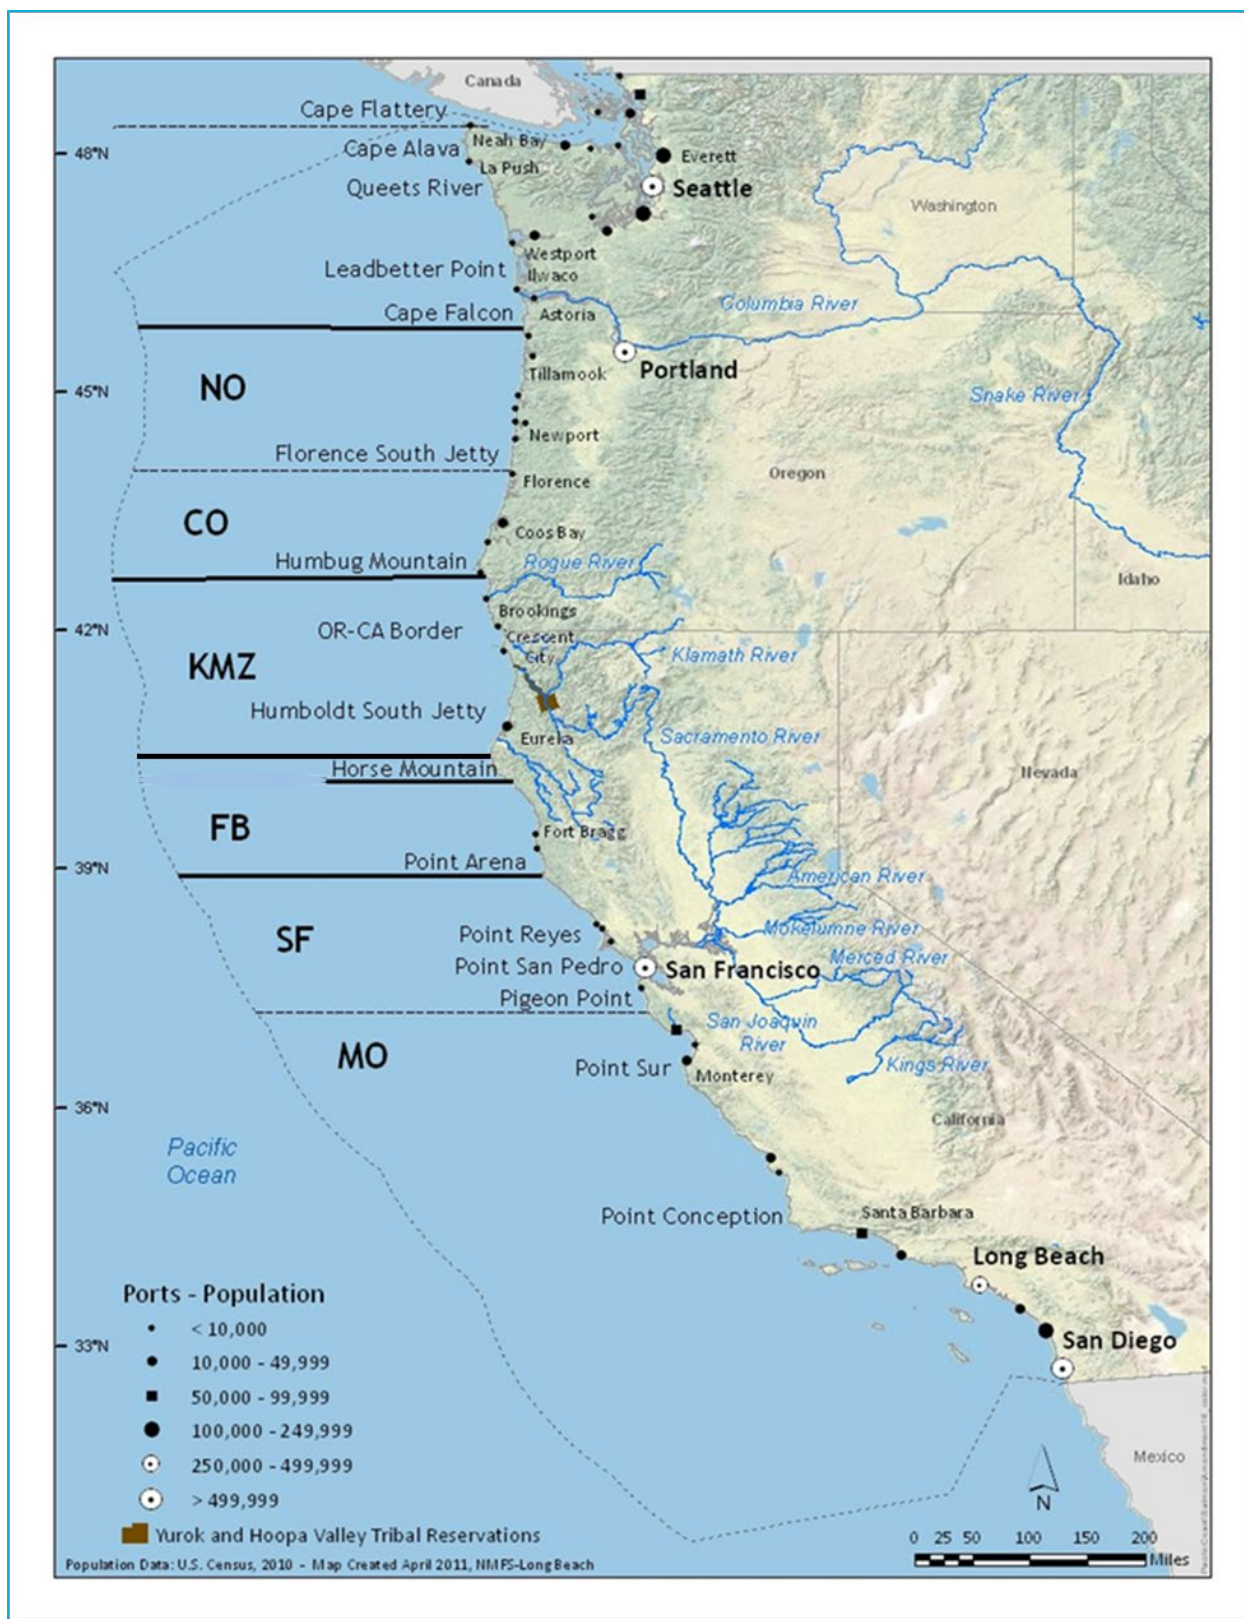 Canada
Cape Flattery
Neah Bay
Cape Alava
48°N
Everett
La Push
Queets River
Seattle
Washington
Westport
Leadbetter Point
Ilwaco
Columbia River
Cape Falcon
Astoria
Portland
Tillamook
NO
45°N
Snake River
Newport
Florence South Jetty
Oregon
Florence
CO
Coos Bay
Humbug Mountain
Rogue River
Idaho
Brookings
42°N
OR-CA Border
Crescent
City
Klamath River
KMZ
Humboldt South Jetty
Eureka
Sacramento River
Horse Mountain
Nevada
FB
Fort Bragg
Point Arena
39°N
American River
Mokelumne River
SF
Point Reyes
Merced River
Point San Pedro
San Francisco
Pigeon Point
San Joaquin
River
MO
Point Sur
Monterey
Kings River
36°N
California
Pacific
Ocean
Point Conception
Santa Barbara
Long Beach
33°N
San Diego
Mexico
Ports - Population
< 10,000
10,000 - 49,999
50,000 - 99,999
100,000 - 249,999
250,000 - 499,999
> 499,999
Yurok and Hoopa Valley Tribal Reservations
N
0 25 50 100 150 200
Miles
Population Data: U.S. Census, 2010 - Map Created April 2011, NMFS-Long Beach